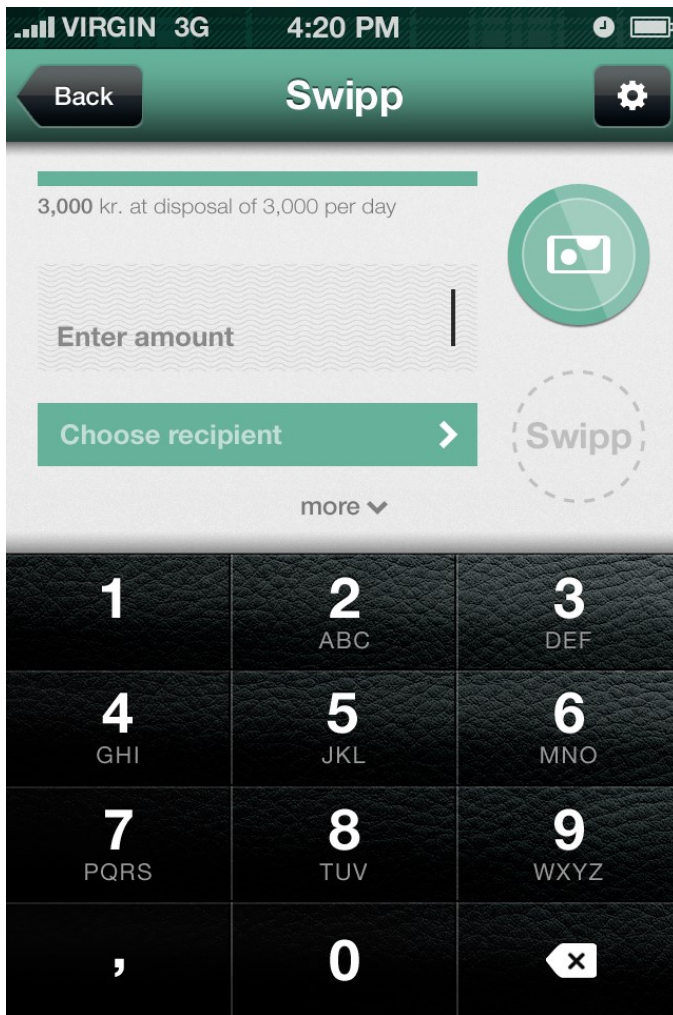 VIRGIN 3G 4:20 PM
Back Swipp
3,000 kr. at disposal of 3,000 per day
Enter amount
Choose recipient
Swipp
more
1 2 3
ABC DEF
4 5 6
GHI JKL MNO
7 8 9
PQRS TUV WXYZ
, 0